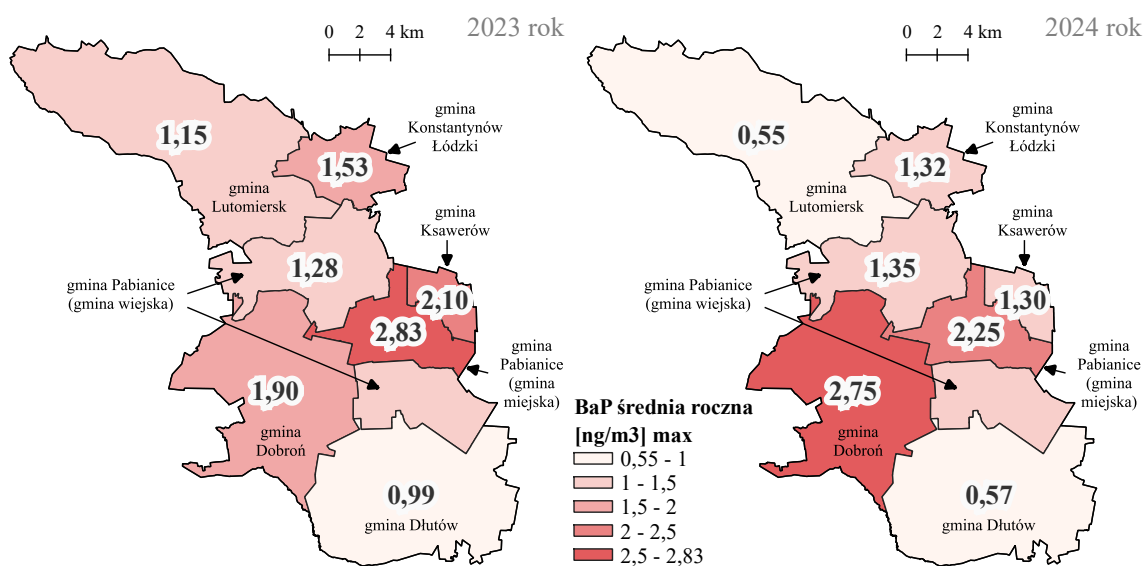 0 2 4 km
2023 rok
gmina
Konstantynów
Łódzki
1,15
1,53
gmina
Lutomiersk
gmina
Ksawerów
1,28
gmina Pabianice
(gmina wiejska)
2,10
2,83
gmina
Pabianice
(gmina
miejska)
1,90
gmina
Dobroń
0,99
gmina Dłutów
BaP średnia roczna
[ng/m3] max
0,55 - 1
1 - 1,5
1,5 - 2
2 - 2,5
2,5 - 2,83
0 2 4 km
2024 rok
gmina
Konstantynów
Łódzki
0,55
1,32
gmina
Lutomiersk
gmina
Ksawerów
1,35
gmina Pabianice
(gmina wiejska)
1,30
2,25
gmina
Pabianice
(gmina
miejska)
2,75
gmina
Dobroń
0,57
gmina Dłutów